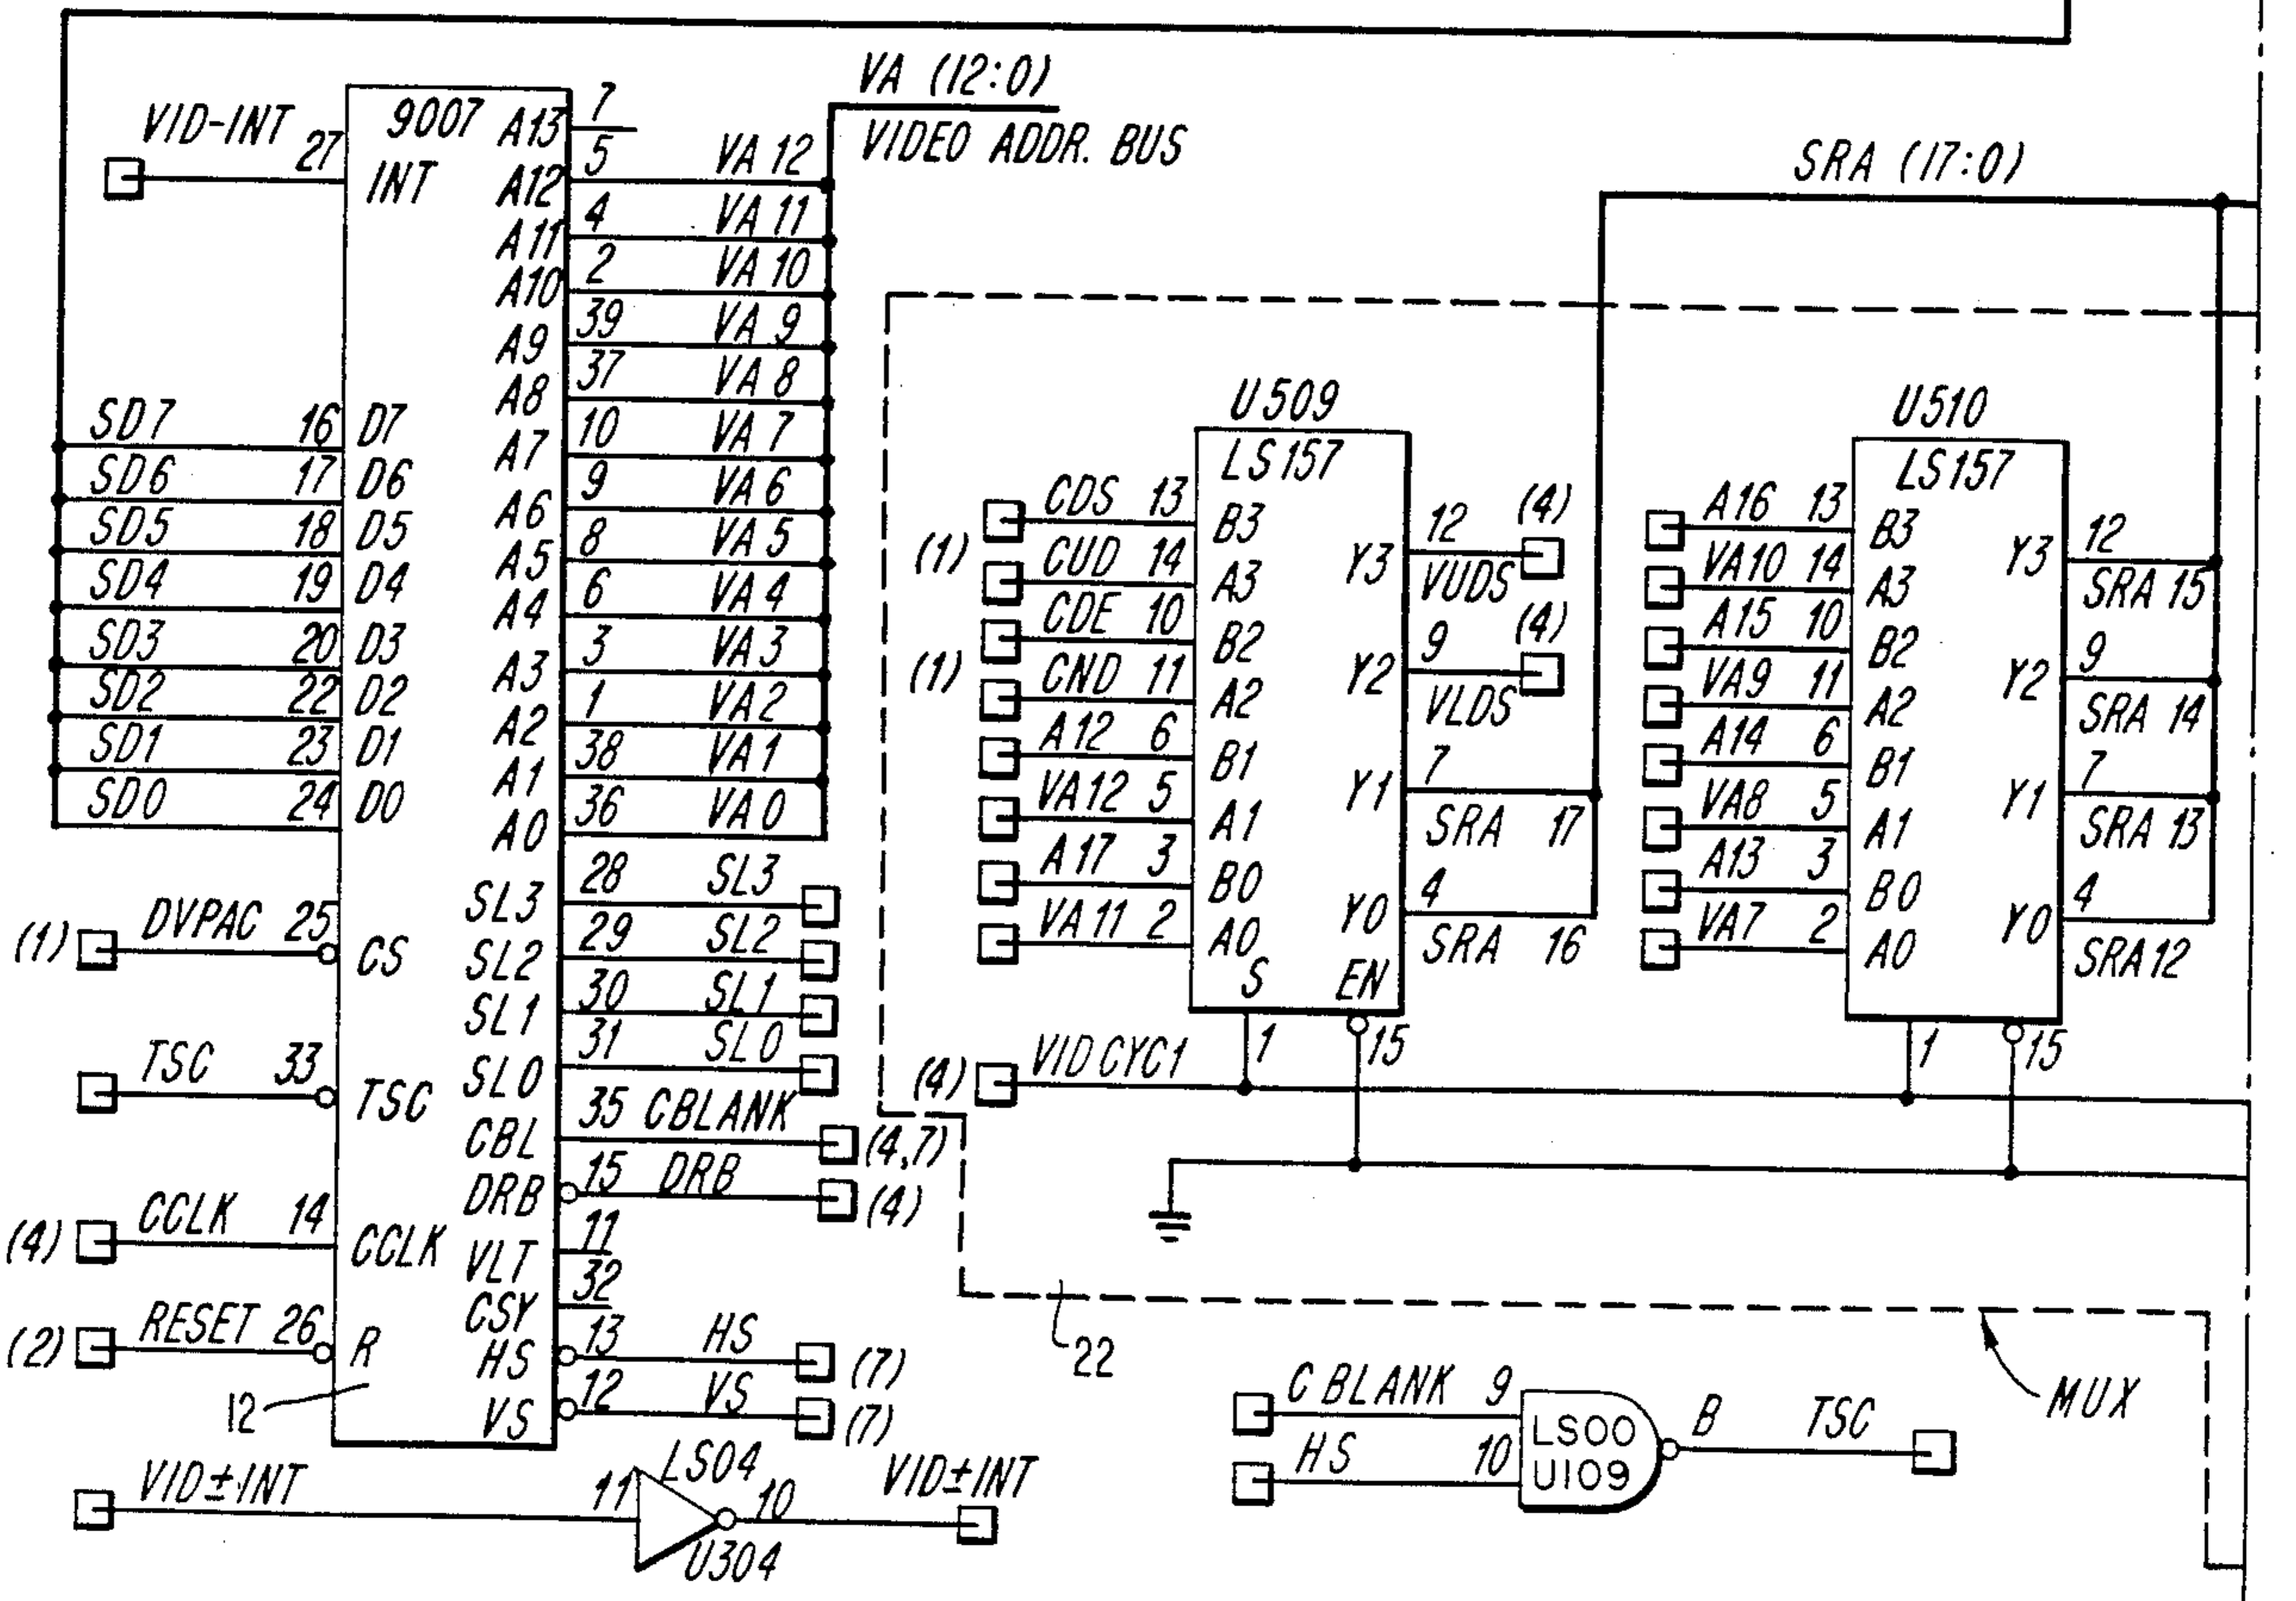 VA (12:0)
VIDEO ADDR. BUS
SRA (17:0)
VID-INT 27
9007
INT
A13 7
A12 5 VA 12
A11 4 VA 11
A10 2 VA 10
A9 39 VA 9
A8 37 VA 8
A7 10 VA 7
A6 9 VA 6
A5 8 VA 5
A4 6 VA 4
A3 3 VA 3
A2 1 VA 2
A1 38 VA 1
A0 36 VA 0
SD7 16 D7
SD6 17 D6
SD5 18 D5
SD4 19 D4
SD3 20 D3
SD2 22 D2
SD1 23 D1
SD0 24 D0
(1) DVPAC 25 CS
TSC 33 TSC
(4) CCLK 14 CCLK
(2) RESET 26 R
12
SL3 28 SL3
SL2 29 SL2
SL1 30 SL1
SL0 31 SL0
CBL 35 CBLANK (4,7)
DRB 15 DRB (4)
VLT 11
CSY 32
HS 13 HS (7)
VS 12 VS (7)
VID±INT 11 LS04 10 VID±INT
U304
U509
LS157
CDS 13 B3
(1) CUD 14 A3
CDE 10 B2
(1) CND 11 A2
A12 6 B1
VA12 5 A1
A17 3 B0
VA11 2 A0
Y3 12 (4)
VUDS
Y2 9 (4)
VLDS
Y1 7
SRA 17
Y0 4
SRA 16
S EN
1 15
(4) VIDCYC1
U510
LS157
A16 13 B3
VA10 14 A3
A15 10 B2
VA9 11 A2
A14 6 B1
VA8 5 A1
A13 3 B0
VA7 2 A0
Y3 12
SRA 15
Y2 9
SRA 14
Y1 7
SRA 13
Y0 4
SRA12
1 15
22
MUX
C BLANK 9
HS 10
LS00
U109
B TSC